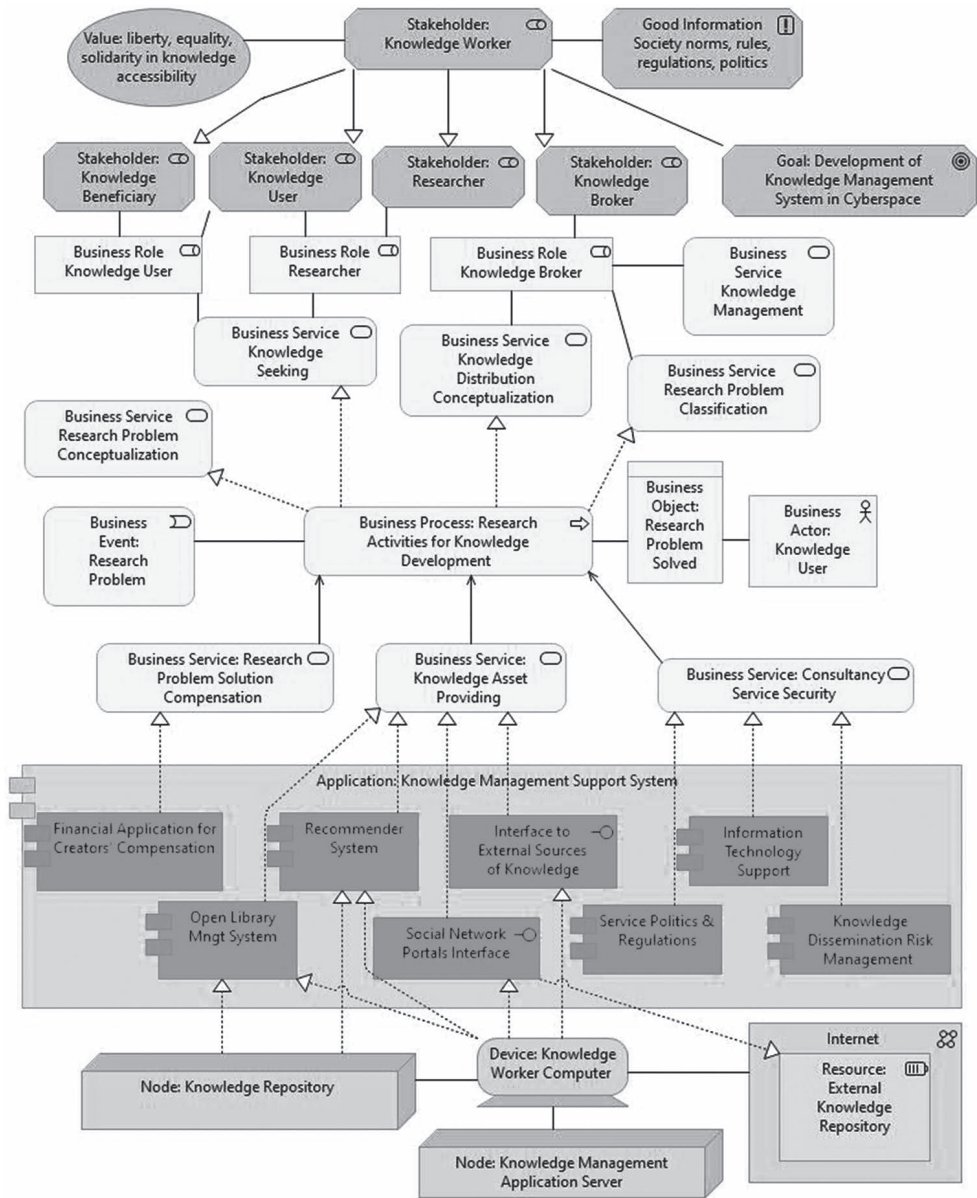 Value: liberty, equality,
solidarity in knowledge
accessibility
Stakeholder:
Knowledge Worker
Good Information
Society norms, rules,
regulations, politics
Stakeholder:
Knowledge
Beneficiary
Stakeholder:
Knowledge
User
Stakeholder:
Researcher
Stakeholder:
Knowledge
Broker
Goal: Development of
Knowledge Management
System in Cyberspace
Business Role
Knowledge User
Business Role
Researcher
Business Role
Knowledge Broker
Business
Service
Knowledge
Management
Business Service
Knowledge
Seeking
Business Service
Knowledge
Distribution
Conceptualization
Business Service
Research Problem
Classification
Business Service
Research Problem
Conceptualization
Business
Event:
Research
Problem
Business Process: Research
Activities for Knowledge
Development
Business
Object:
Research
Problem
Solved
Business
Actor:
Knowledge
User
Business Service: Research
Problem Solution
Compensation
Business Service:
Knowledge Asset
Providing
Business Service: Consultancy
Service Security
Application: Knowledge Management Support System
Financial Application for
Creators' Compensation
Recommender
System
Interface to
External Sources
of Knowledge
Information
Technology
Support
Open Library
Mngt System
Social Network
Portals Interface
Service Politics &
Regulations
Knowledge
Dissemination Risk
Management
Node: Knowledge Repository
Device: Knowledge
Worker Computer
Internet
Resource:
External
Knowledge
Repository
Node: Knowledge Management
Application Server